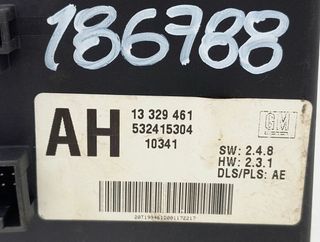 186788
AH
13 329 461
532415304
10341
GM
SW: 2.4.8
HW: 2.3.1
DLS/PLS: AE